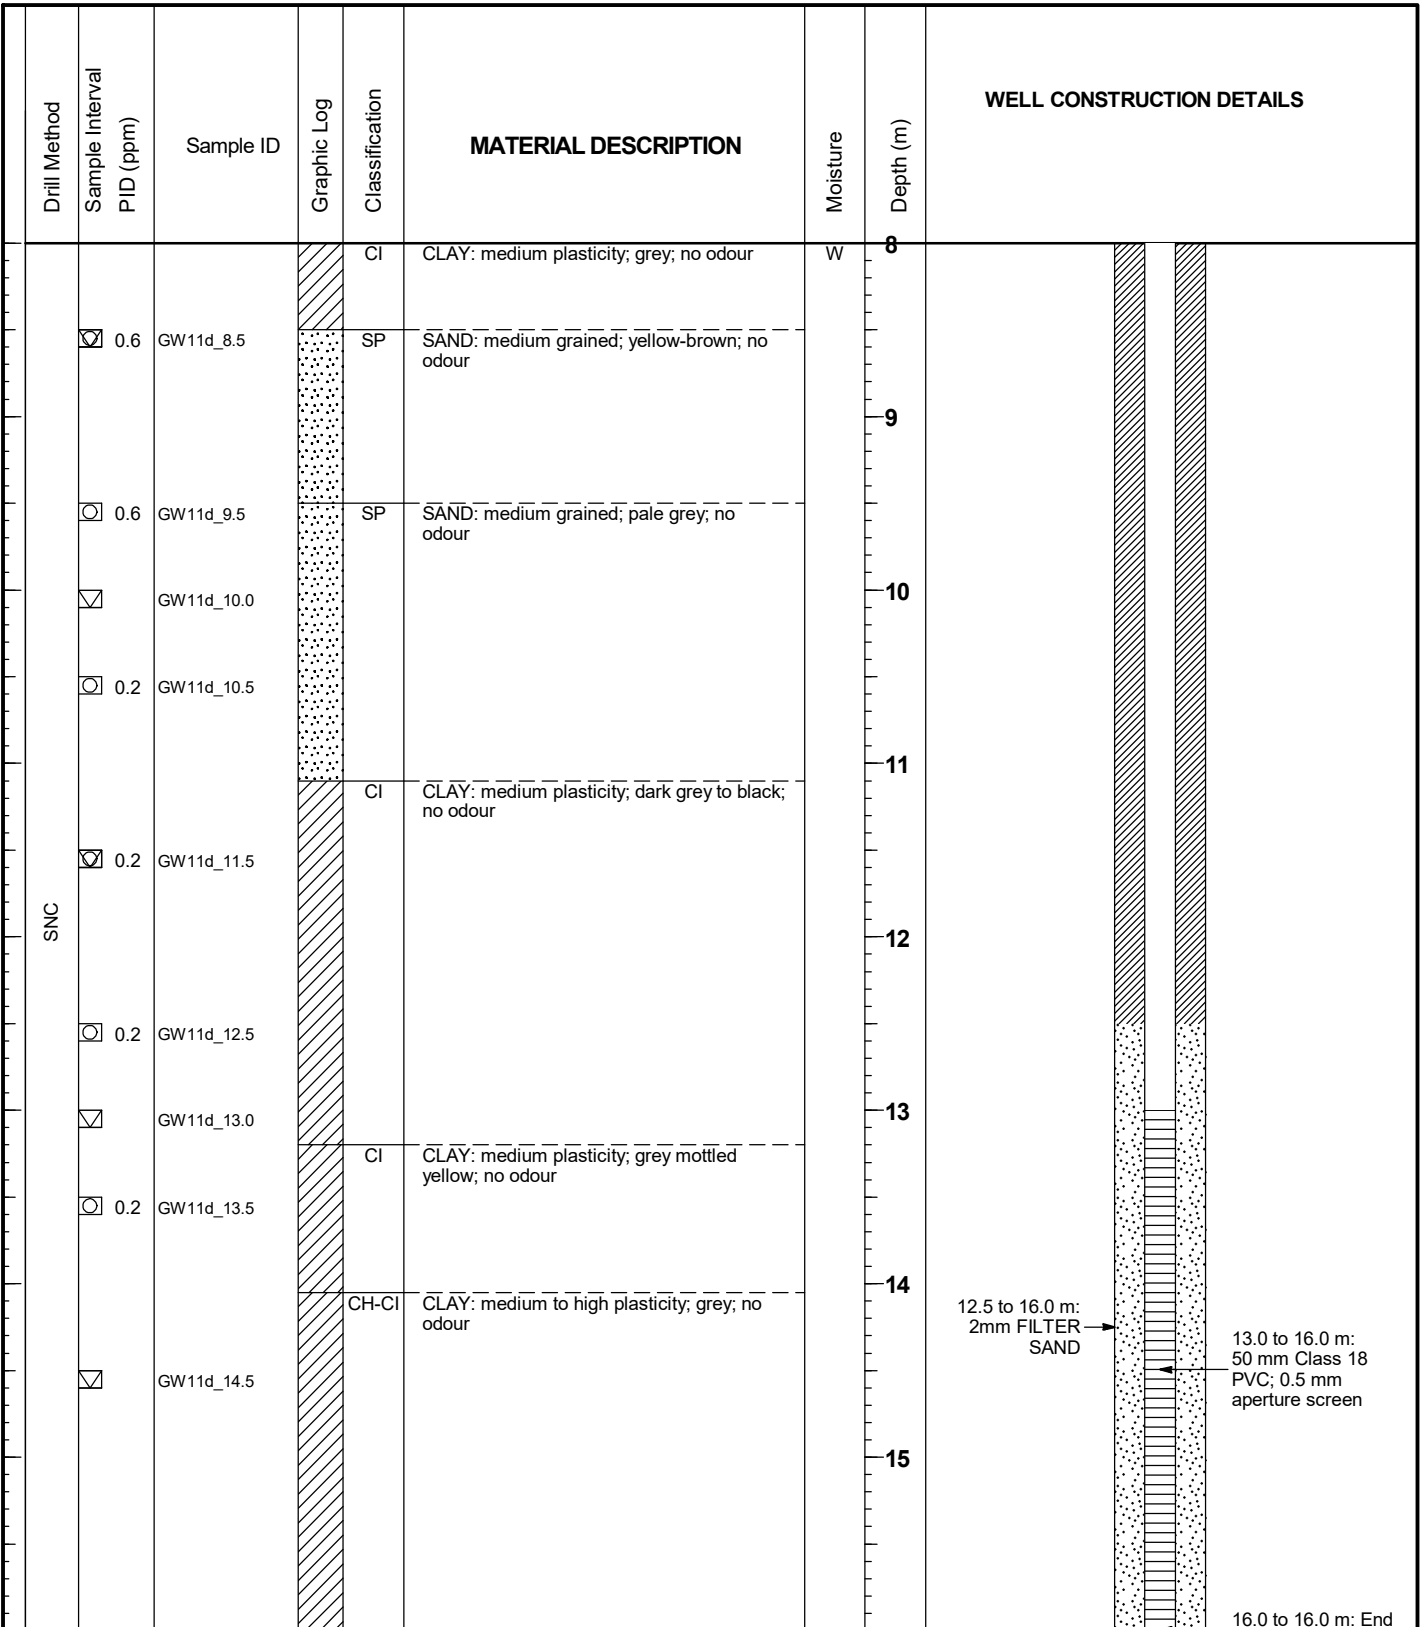 Drill Method
Sample Interval
PID (ppm)
Sample ID
Graphic Log
Classification
MATERIAL DESCRIPTION
Moisture
Depth (m)
WELL CONSTRUCTION DETAILS
CI CLAY: medium plasticity; grey; no odour W 8
0.6 GW11d_8.5 SP SAND: medium grained; yellow-brown; no
odour
9
0.6 GW11d_9.5 SP SAND: medium grained; pale grey; no
odour
GW11d_10.0 10
0.2 GW11d_10.5
11
CI CLAY: medium plasticity; dark grey to black;
no odour
0.2 GW11d_11.5
SNC
12
0.2 GW11d_12.5
GW11d_13.0 13
CI CLAY: medium plasticity; grey mottled
yellow; no odour
0.2 GW11d_13.5
14
CH-CI CLAY: medium to high plasticity; grey; no
odour
12.5 to 16.0 m:
2mm FILTER
SAND
13.0 to 16.0 m:
50 mm Class 18
PVC; 0.5 mm
aperture screen
GW11d_14.5
15
16.0 to 16.0 m: End